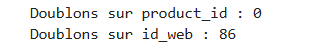 Doublons sur product_id : 0
Doublons sur id_web : 86